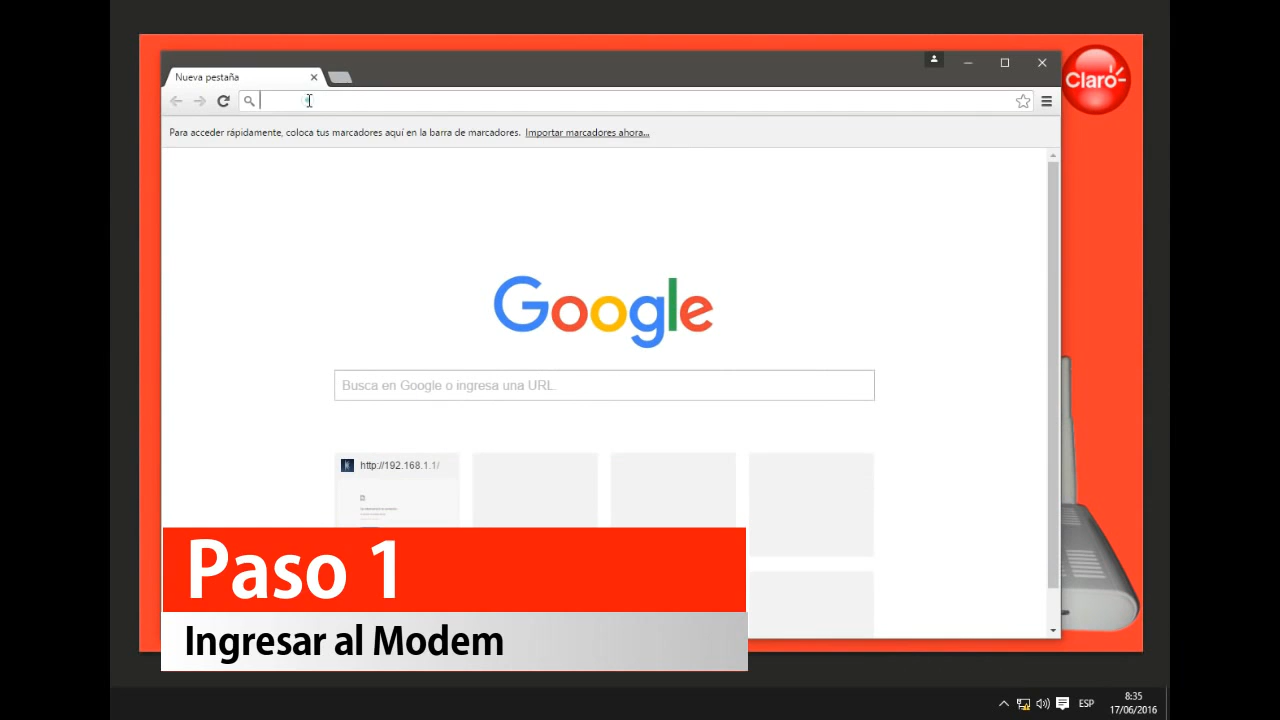 Nueva pestaña
Claro
Para acceder rápidamente, coloca tus marcadores aquí en la barra de marcadores. Importar marcadores ahora...
Google
Busca en Google o ingresa una URL.
http://192.168.1.1/
Paso 1
Ingresar al Modem
ESP
8:35
17/06/2016